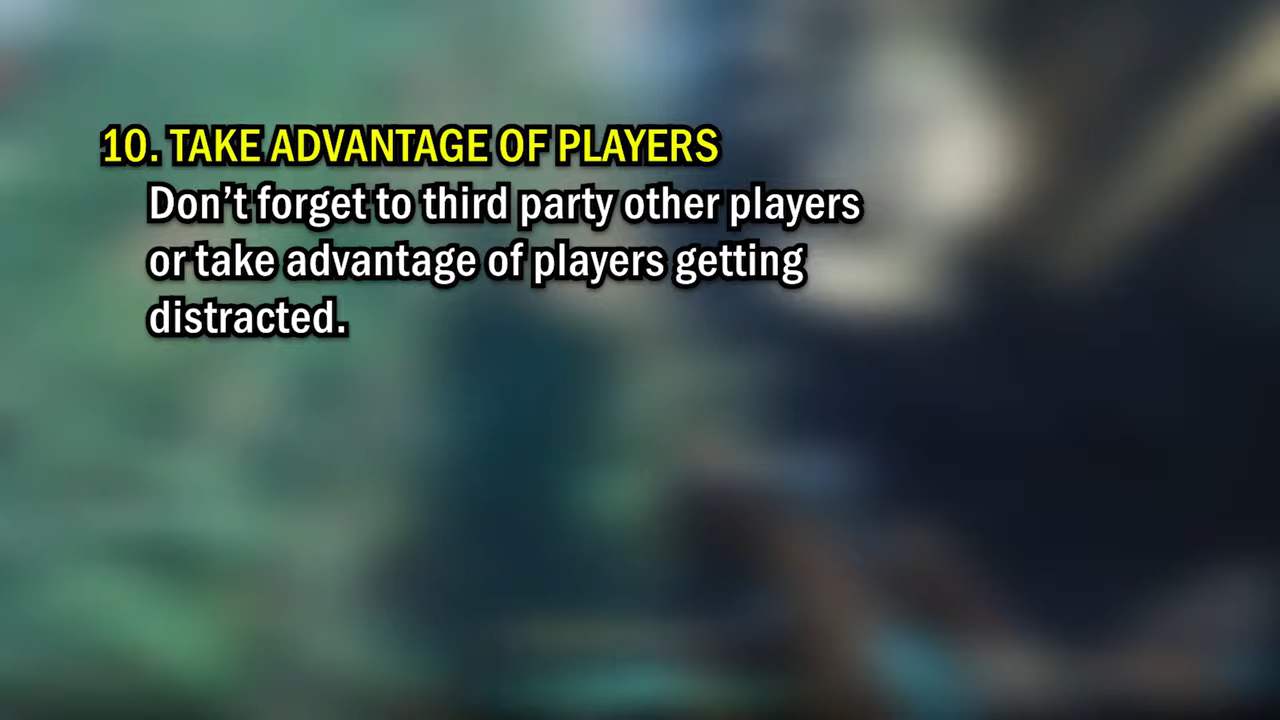 10. TAKE ADVANTAGE OF PLAYERS
Don’t forget to third party other players
or take advantage of players getting
distracted.